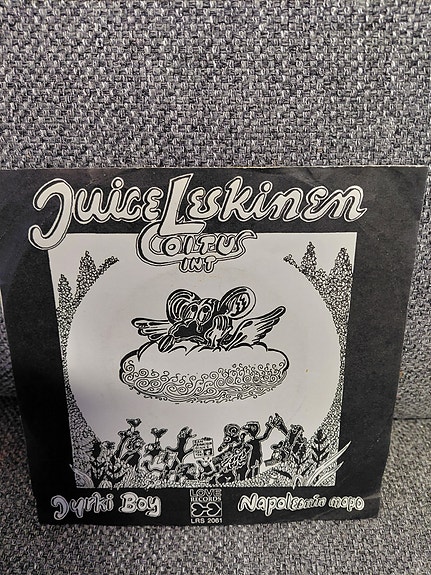 Juice Leskinen
COITUS
INT
Jyrki Boy
LOVE
RECORDS
LRS 2061
Napoleonin mopo